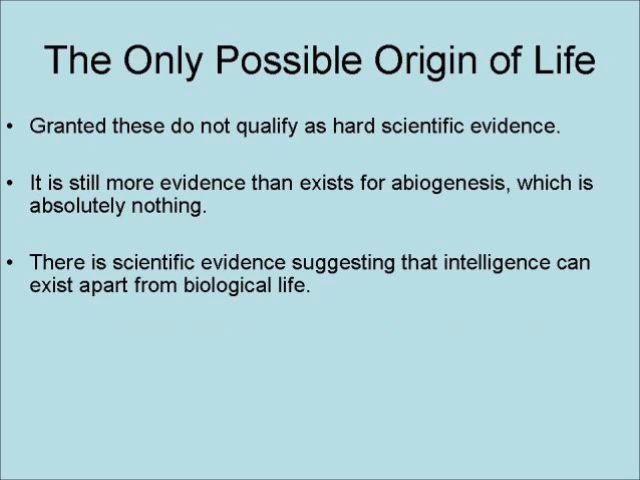 The Only Possible Origin of Life
• Granted these do not qualify as hard scientific evidence.
• It is still more evidence than exists for abiogenesis, which is
absolutely nothing.
• There is scientific evidence suggesting that intelligence can
exist apart from biological life.